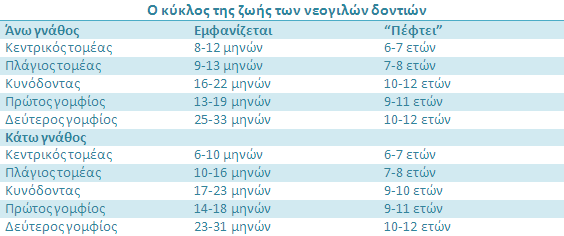 Ο κύκλος της ζωής των νεογιλών δοντιών
Άνω γνάθος Εμφανίζεται “Πέφτει”
Κεντρικός τομέας 8-12 μηνών 6-7 ετών
Πλάγιος τομέας 9-13 μηνών 7-8 ετών
Κυνόδοντας 16-22 μηνών 10-12 ετών
Πρώτος γομφίος 13-19 μηνών 9-11 ετών
Δεύτερος γομφίος 25-33 μηνών 10-12 ετών
Κάτω γνάθος
Κεντρικός τομέας 6-10 μηνών 6-7 ετών
Πλάγιος τομέας 10-16 μηνών 7-8 ετών
Κυνόδοντας 17-23 μηνών 9-10 ετών
Πρώτος γομφίος 14-18 μηνών 9-11 ετών
Δεύτερος γομφίος 23-31 μηνών 10-12 ετών